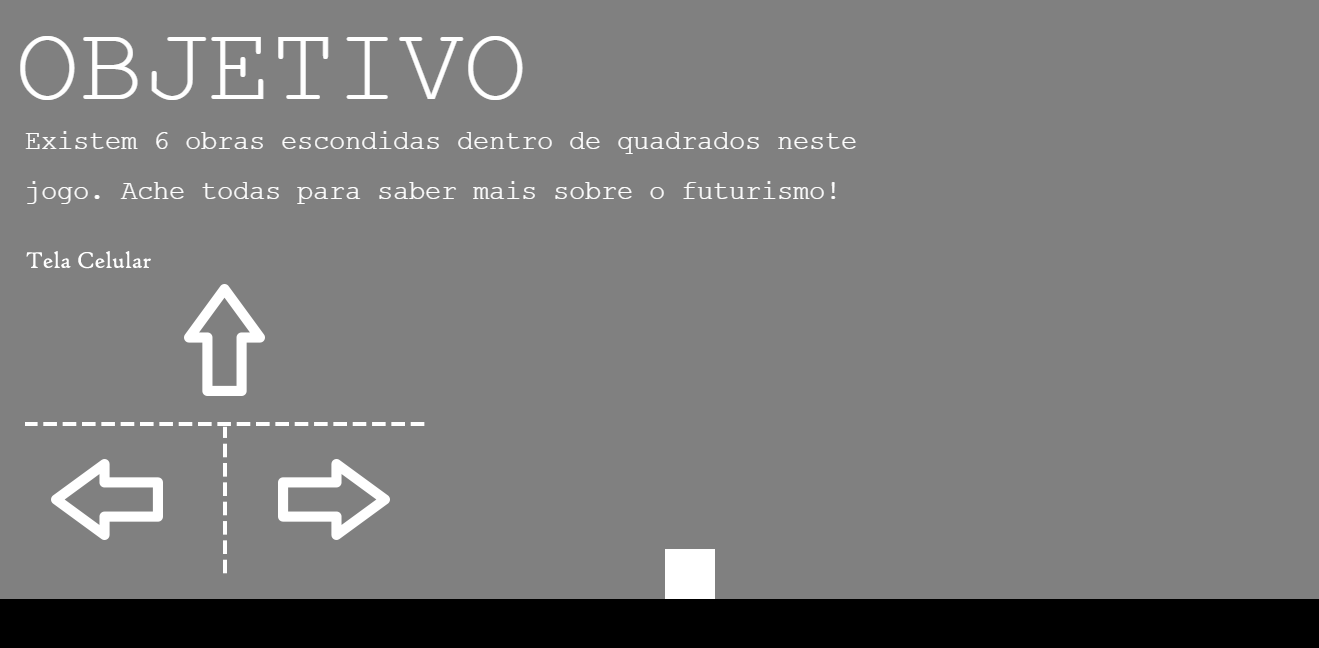 OBJETIVO
Existem 6 obras escondidas dentro de quadrados neste
jogo. Ache todas para saber mais sobre o futurismo!
Tela Celular